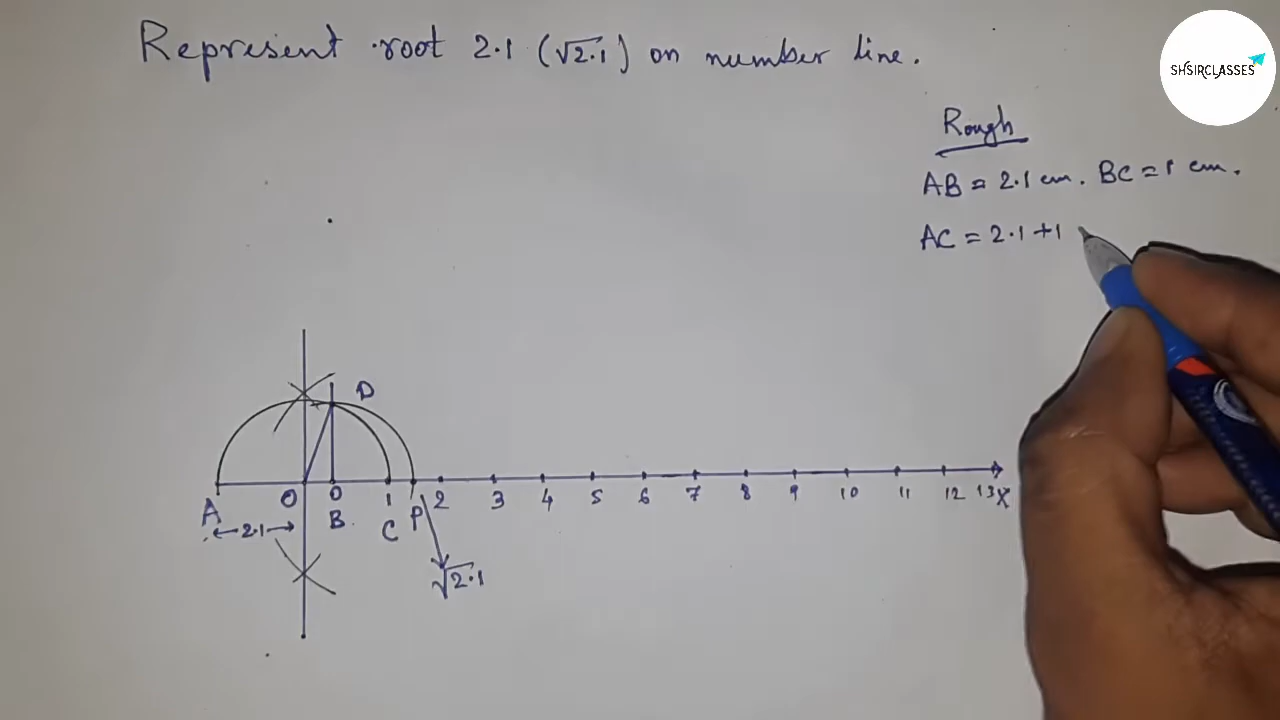 Represent root 2.1 (√2.1) on number line.
SHSIRCLASSES
Rough
AB = 2.1 cm. BC = 1 cm.
AC = 2.1 + 1
D
A O 0 1 P 2 3 4 5 6 7 8 9 10 11 12 13 X
2.1 B. C
√2.1